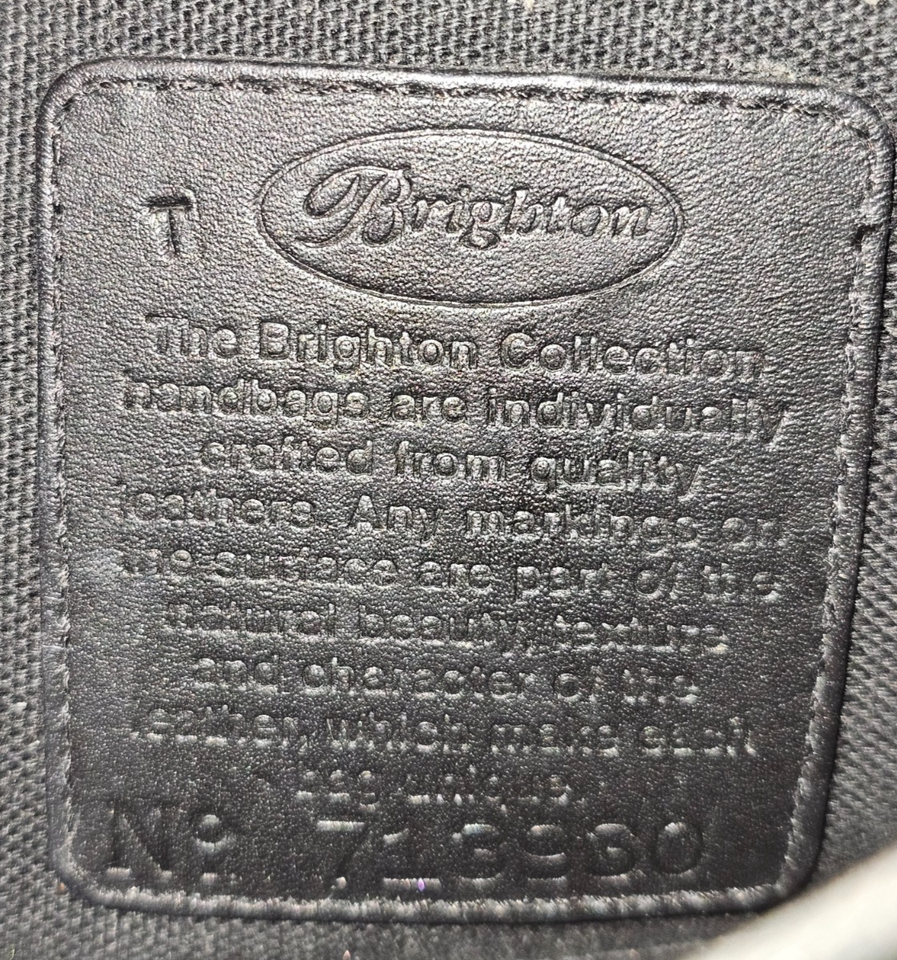 T
Brighton
The Brighton Collection
handbags are individually
crafted from quality
leathers. Any markings on
the surface are part of the
natural beauty, texture
and character of the
leather, which make each
bag unique.
Nº 713930